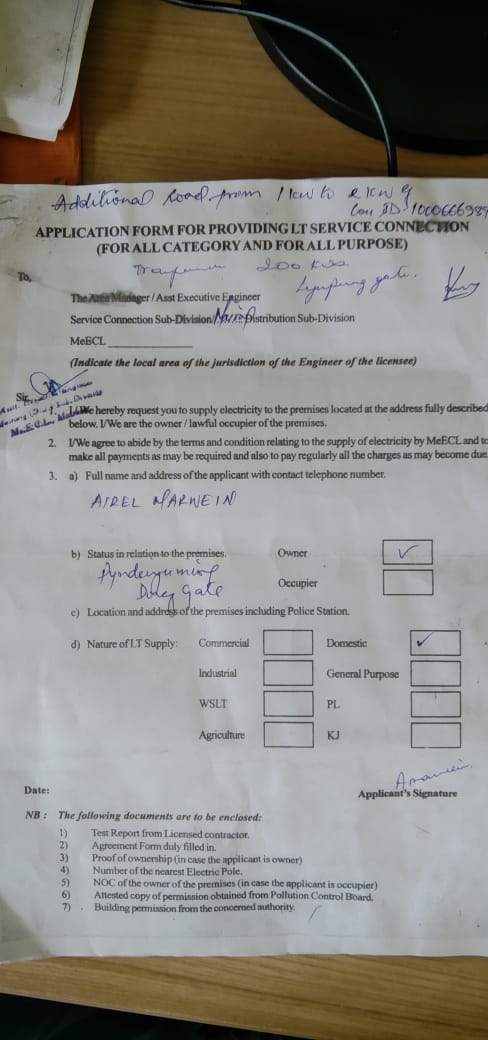 Additional Load from 1 kw to 2 kw of
Con ID 1000666989
APPLICATION FORM FOR PROVIDING LT SERVICE CONNECTION
(FOR ALL CATEGORY AND FOR ALL PURPOSE)
200 KVA
To,
gate.
The Area Manager / Asst Executive Engineer
Service Connection Sub-Division/ Distribution Sub-Division
MeECL
(Indicate the local area of the jurisdiction of the Engineer of the licensee)
Sir,
1. I/We hereby request you to supply electricity to the premises located at the address fully described
below. I/We are the owner / lawful occupier of the premises.
2. I/We agree to abide by the terms and condition relating to the supply of electricity by MeECL and to
make all payments as may be required and also to pay regularly all the charges as may become due.
3. a) Full name and address of the applicant with contact telephone number.
AIREL MARWEIN
b) Status in relation to the premises. Owner ✓
Gate
Occupier
c) Location and address of the premises including Police Station.
d) Nature of LT Supply: Commercial Domestic ✓
Industrial General Purpose
WSLT PL
Agriculture KJ
Date:
Applicant's Signature
NB : The following documents are to be enclosed:
1) Test Report from Licensed contractor.
2) Agreement Form duly filled in.
3) Proof of ownership (in case the applicant is owner)
4) Number of the nearest Electric Pole.
5) NOC of the owner of the premises (in case the applicant is occupier)
6) Attested copy of permission obtained from Pollution Control Board.
7) Building permission from the concerned authority.